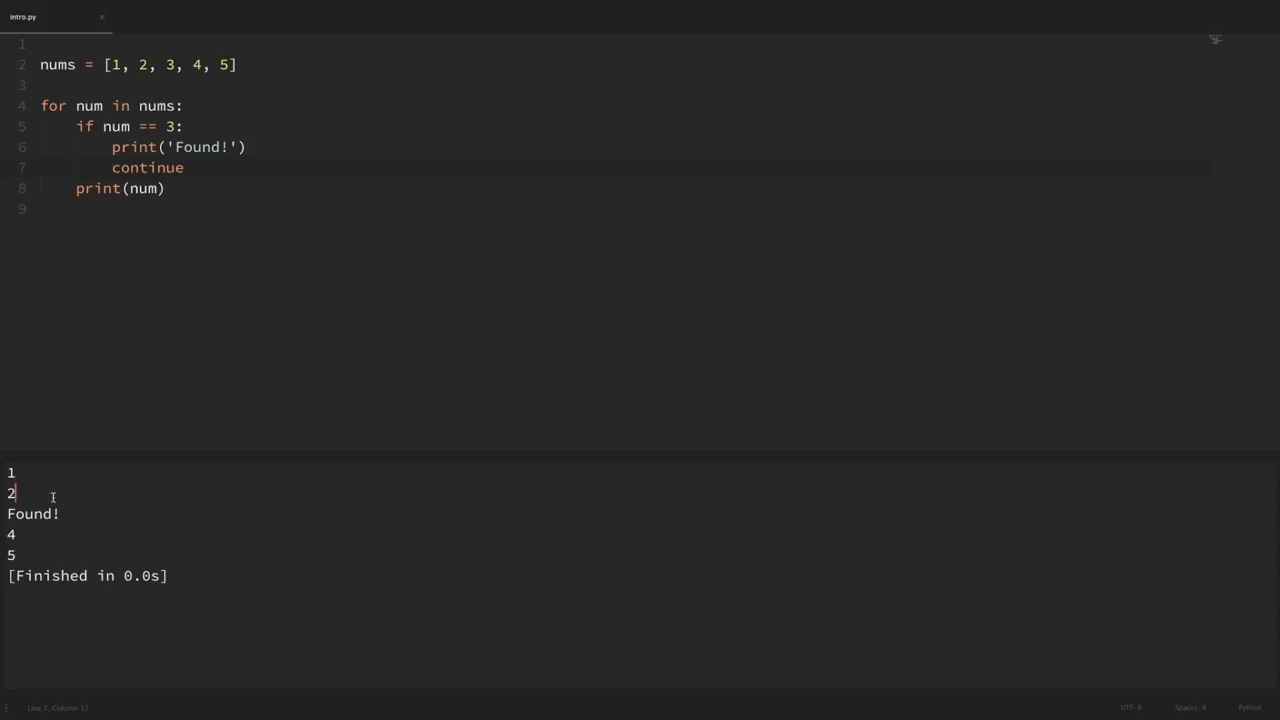 intro.py ×
1
2 nums = [1, 2, 3, 4, 5]
3
4 for num in nums:
5     if num == 3:
6         print('Found!')
7         continue
8     print(num)
9
1
2
Found!
4
5
[Finished in 0.0s]
Line 7, Column 17 UTF-8 Spaces: 4 Python